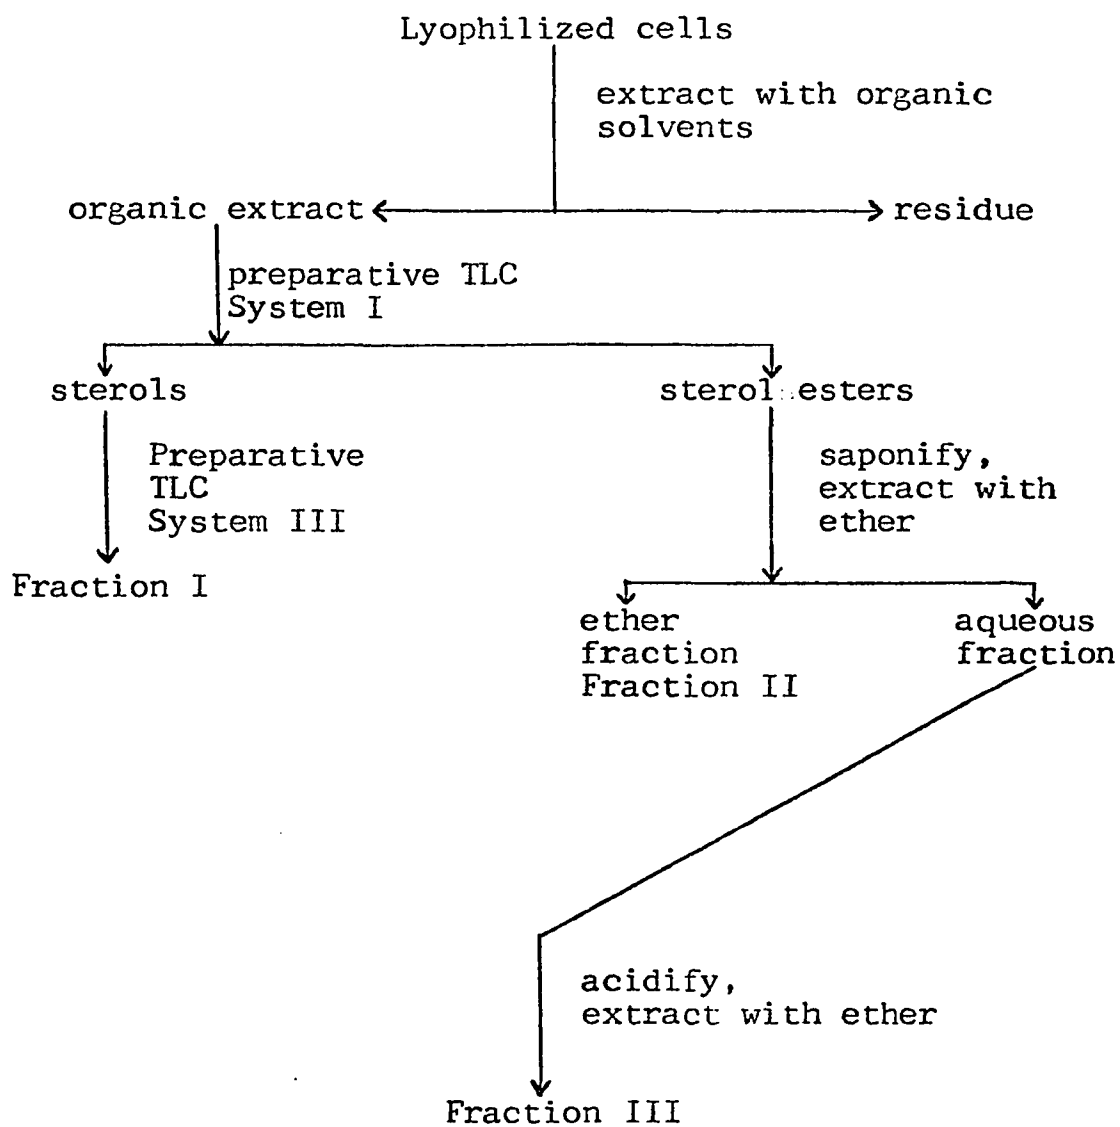 Lyophilized cells
extract with organic
solvents
organic extract
residue
preparative TLC
System I
sterols
sterol esters
Preparative
TLC
System III
saponify,
extract with
ether
Fraction I
ether
fraction
Fraction II
aqueous
fraction
acidify,
extract with ether
Fraction III